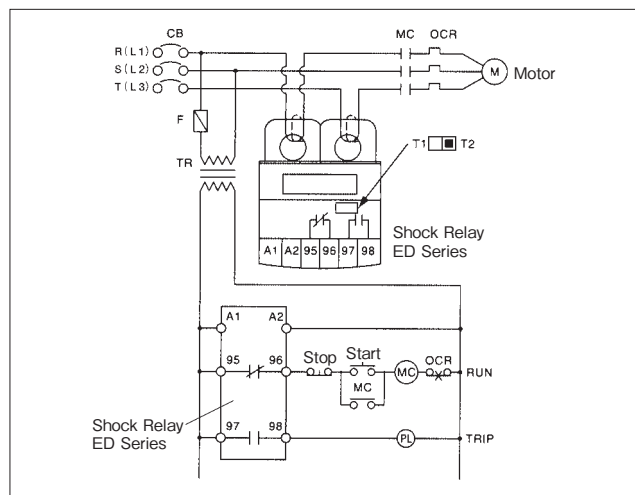 CB
MC OCR
R(L1)
S(L2)
T(L3)
M Motor
F
T1 T2
TR
Shock Relay
ED Series
A1 A2 95 96 97 98
A1 A2
95 96 Stop Start MC OCR RUN
MC
Shock Relay
ED Series
97 98 PL TRIP